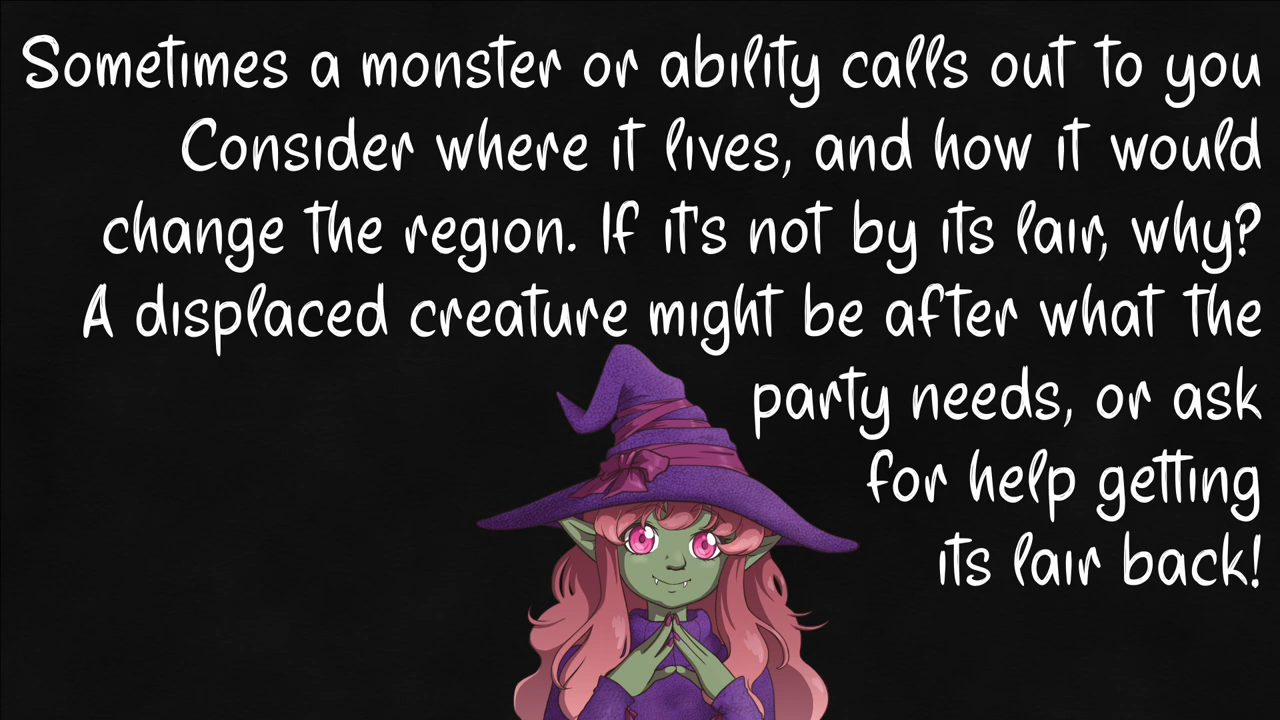 Sometimes a monster or ability calls out to you
Consider where it lives, and how it would
change the region. If it's not by its lair, why?
A displaced creature might be after what the
party needs, or ask
for help getting
its lair back!